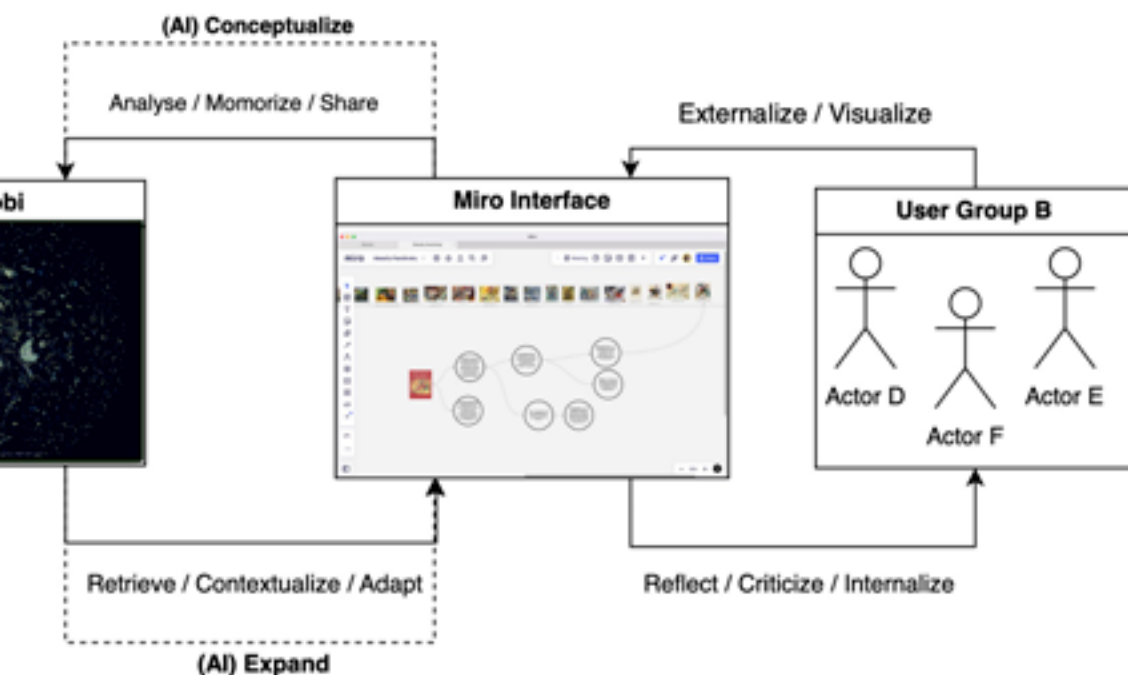 (AI) Conceptualize
Analyse / Momorize / Share
Externalize / Visualize
obi
Miro Interface
User Group B
Actor D
Actor E
Actor F
Retrieve / Contextualize / Adapt
Reflect / Criticize / Internalize
(AI) Expand